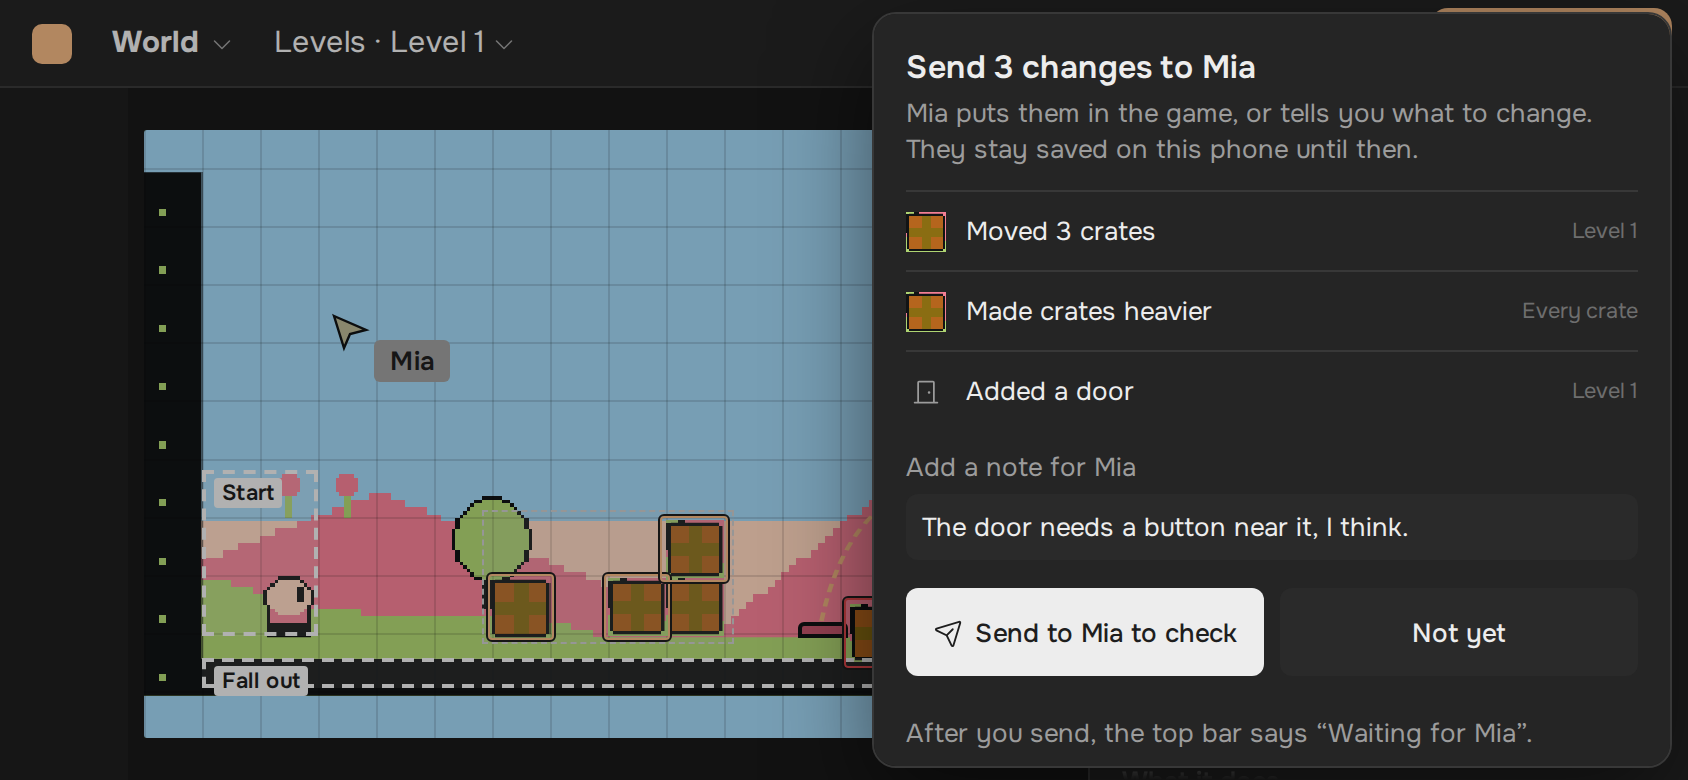 World
Levels · Level 1
Send 3 changes to Mia
Mia puts them in the game, or tells you what to change.
They stay saved on this phone until then.
Moved 3 crates
Level 1
Made crates heavier
Every crate
Added a door
Level 1
Add a note for Mia
The door needs a button near it, I think.
Send to Mia to check
Not yet
After you send, the top bar says “Waiting for Mia”.
Mia
Start
Fall out